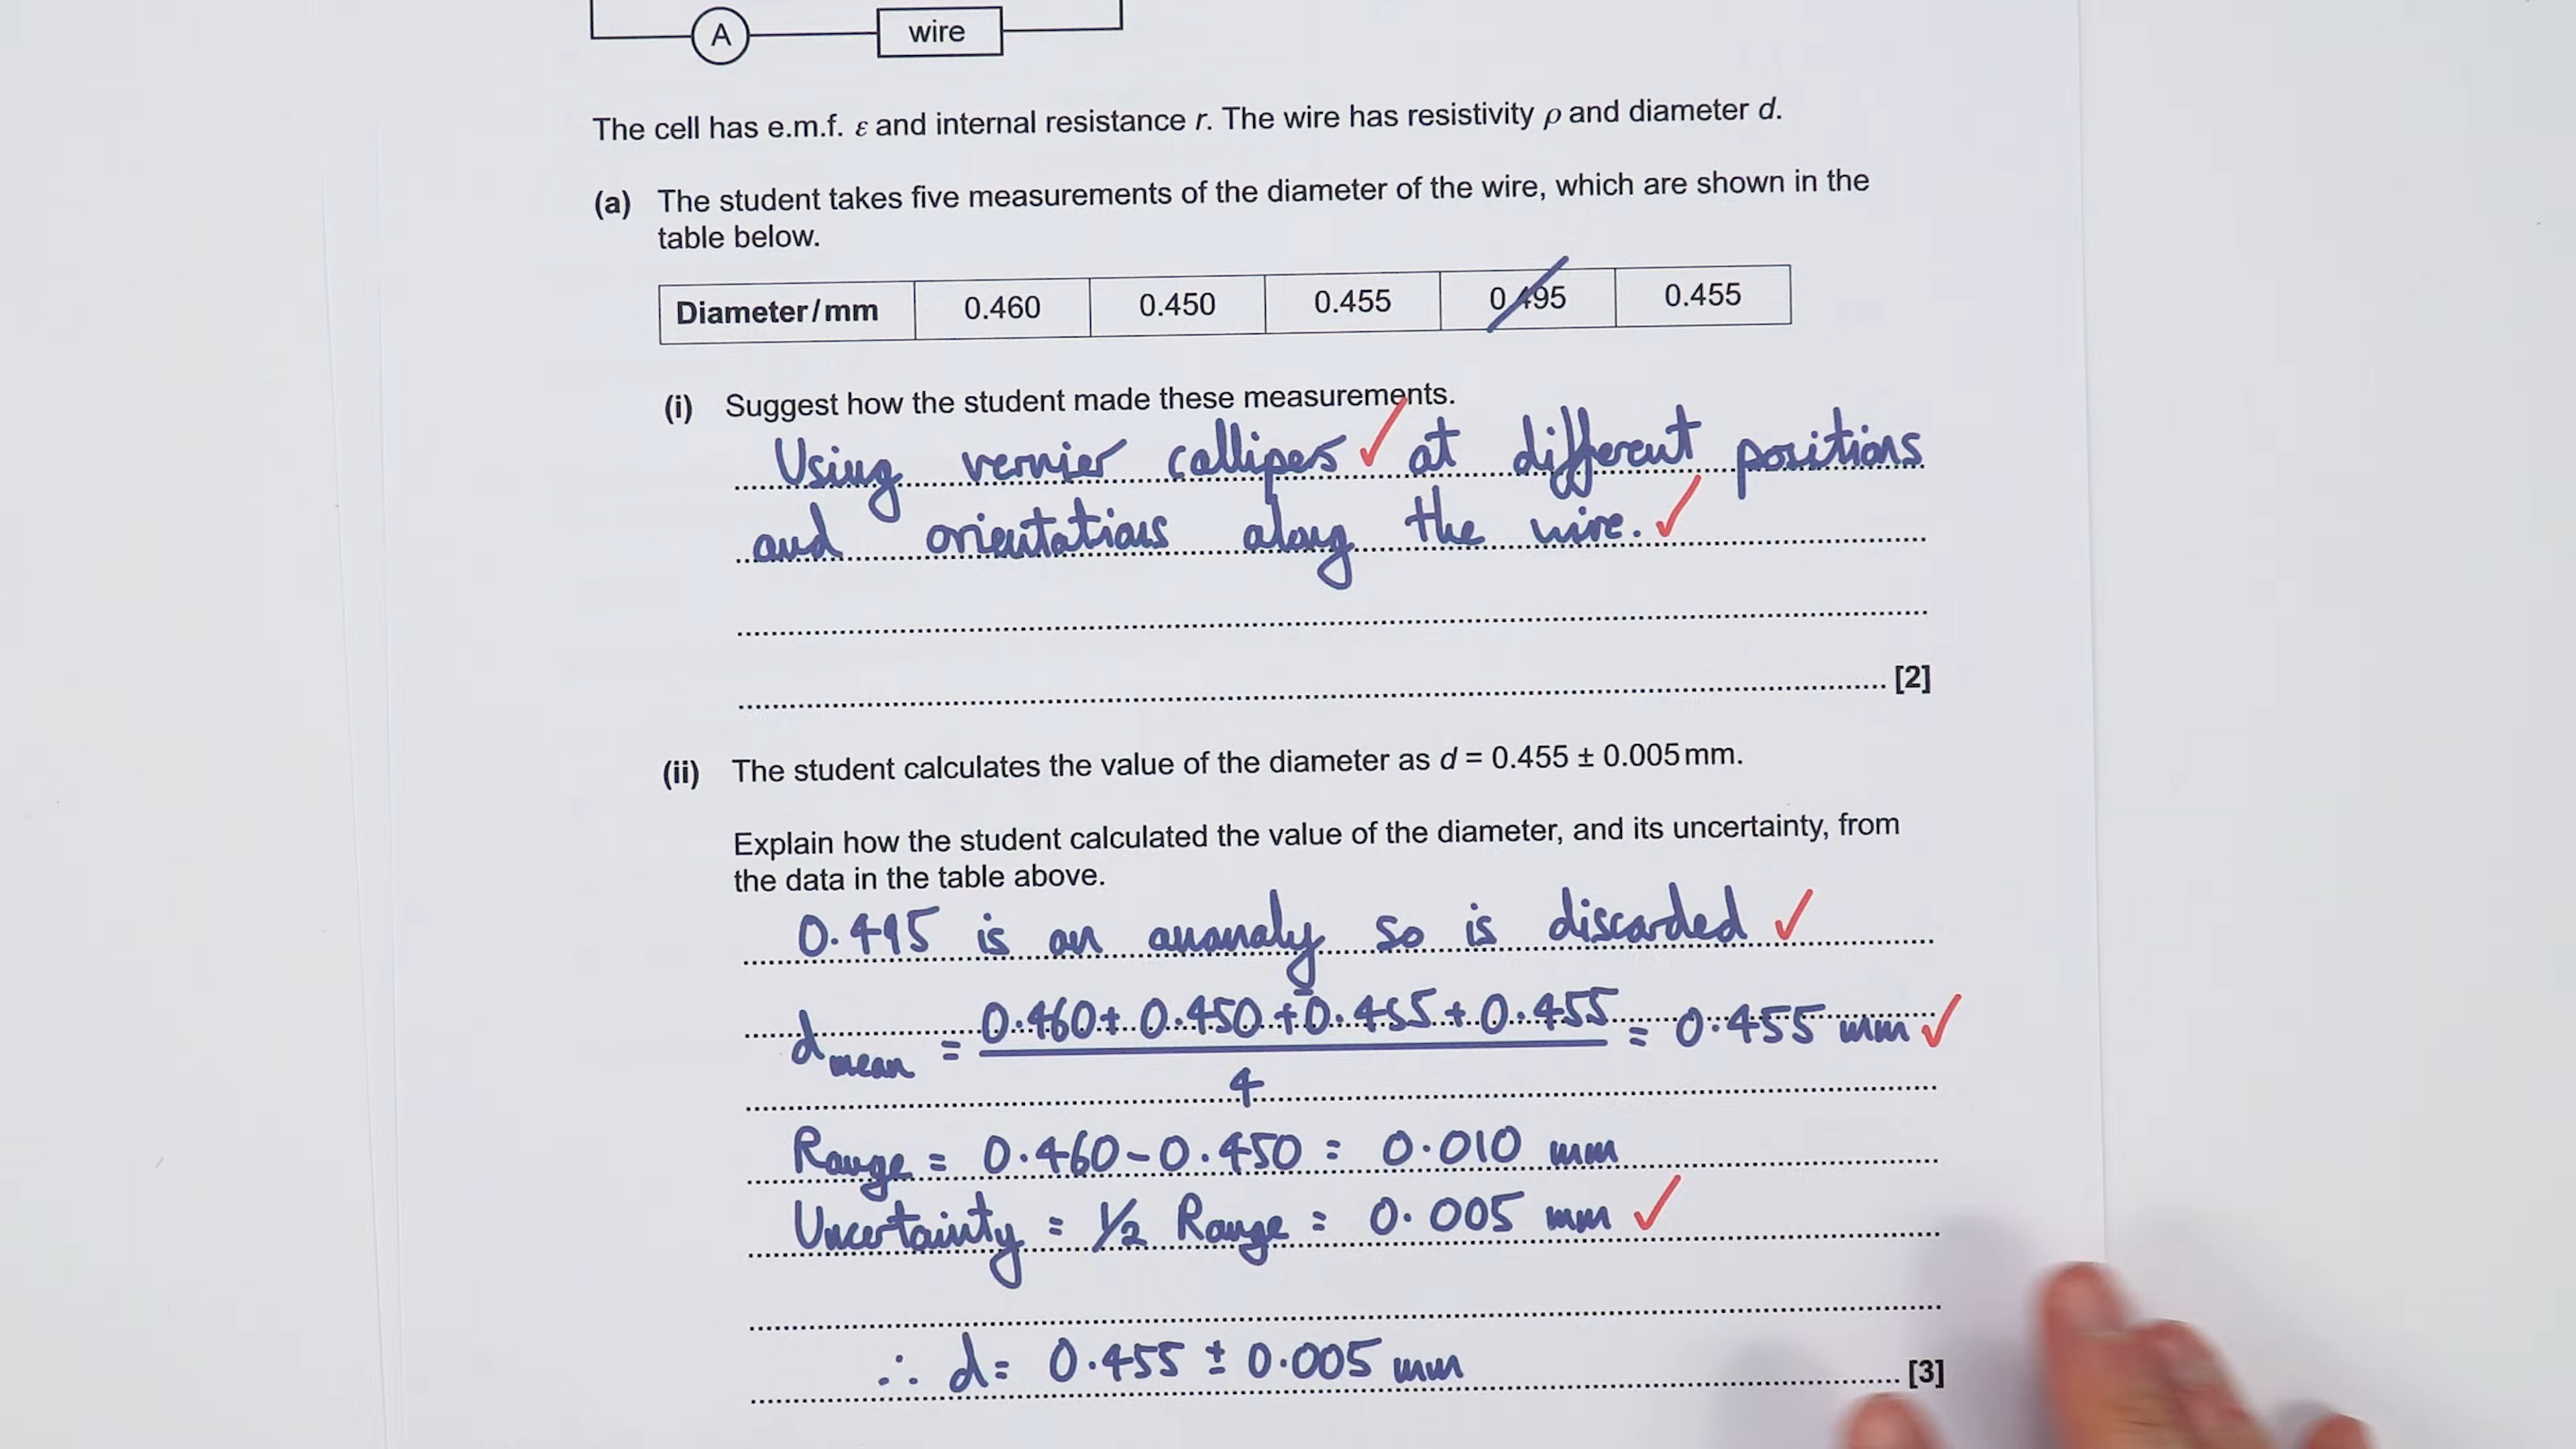 A wire
The cell has e.m.f. ε and internal resistance r. The wire has resistivity ρ and diameter d.
(a) The student takes five measurements of the diameter of the wire, which are shown in the
table below.
Diameter/mm 0.460 0.450 0.455 0.495 0.455
(i) Suggest how the student made these measurements.
Using vernier callipers ✓ at different positions
and orientations along the wire. ✓
[2]
(ii) The student calculates the value of the diameter as d = 0.455 ± 0.005 mm.
Explain how the student calculated the value of the diameter, and its uncertainty, from
the data in the table above.
0.495 is an anomaly so is discarded ✓
d mean = 0.460 + 0.450 + 0.455 + 0.455 = 0.455 mm ✓
4
Range = 0.460 - 0.450 = 0.010 mm
Uncertainty = 1/2 Range = 0.005 mm ✓
∴ d = 0.455 ± 0.005 mm [3]